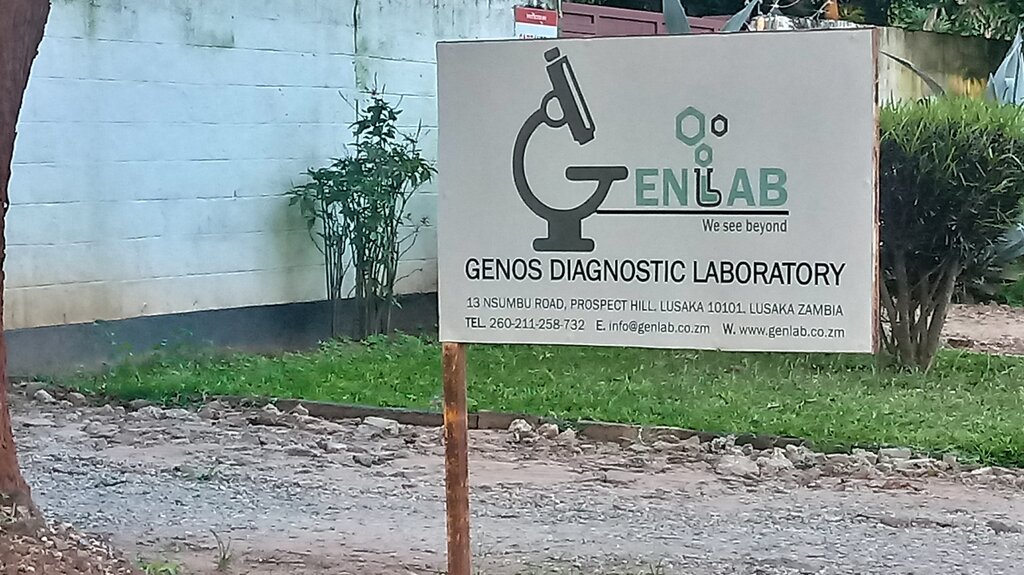 GENLAB
We see beyond
GENOS DIAGNOSTIC LABORATORY
13 NSUMBU ROAD, PROSPECT HILL. LUSAKA 10101. LUSAKA ZAMBIA
TEL. 260-211-258-732 E. info@genlab.co.zm W. www.genlab.co.zm